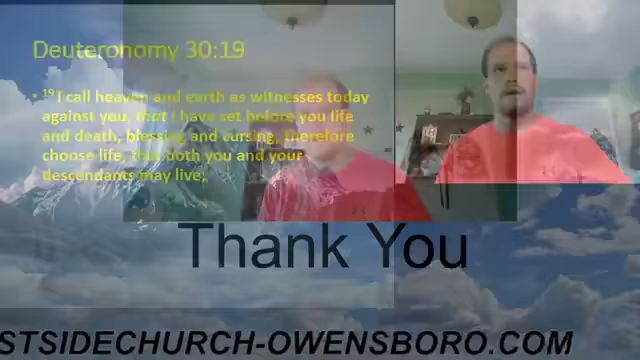 Deuteronomy 30:19
• 19 I call heaven and earth as witnesses today
against you, that I have set before you life
and death, blessing and cursing; therefore
choose life, that both you and your
descendants may live;
Thank You
STSIDECHURCH-OWENSBORO.COM